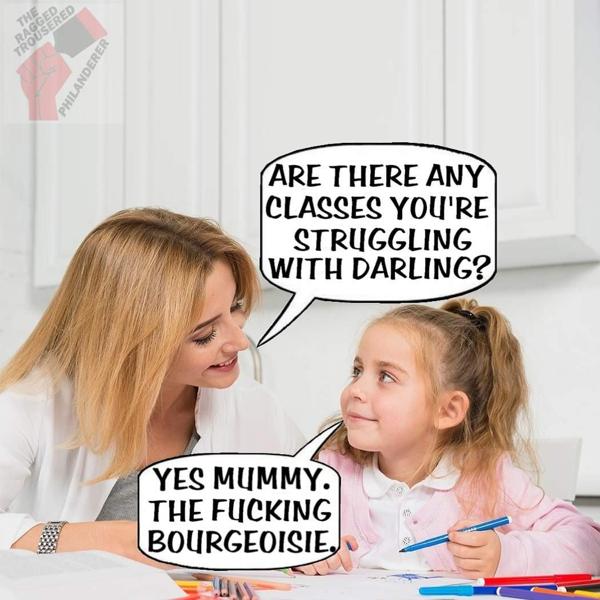 THE
RAGGED
TROUSERED
PHILANDERER
ARE THERE ANY
CLASSES YOU'RE
STRUGGLING
WITH DARLING?
YES MUMMY.
THE FUCKING
BOURGEOISIE.